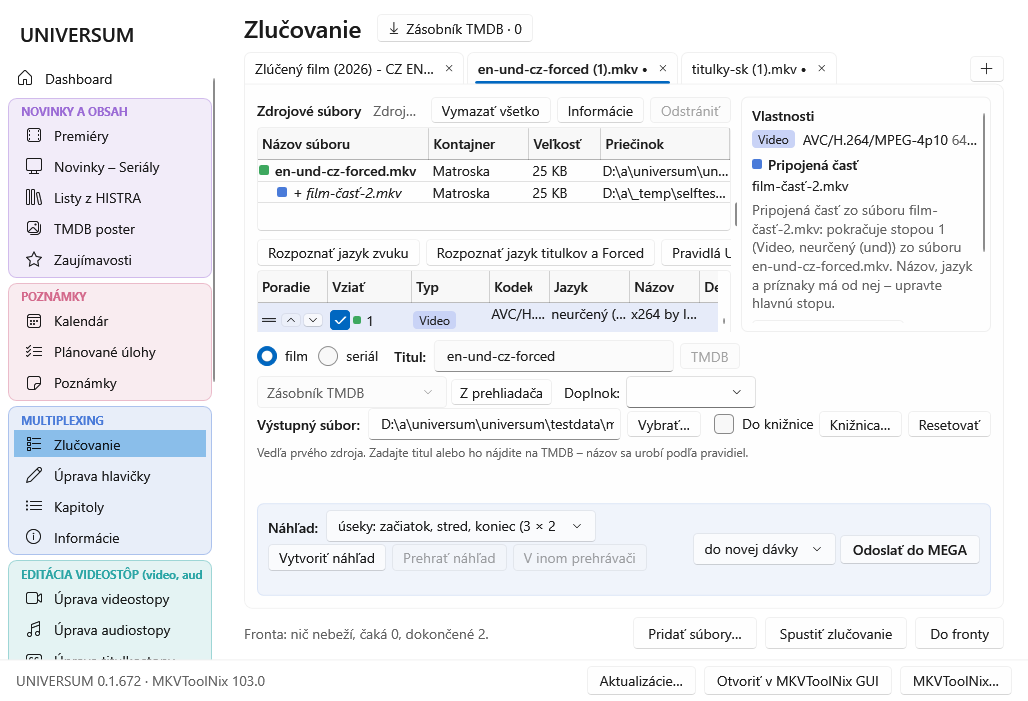 UNIVERSUM
Dashboard
NOVINKY A OBSAH
Premiéry
Novinky – Seriály
Listy z HISTRA
TMDB poster
Zaujímavosti
POZNÁMKY
Kalendár
Plánované úlohy
Poznámky
MULTIPLEXING
Zlučovanie
Úprava hlavičky
Kapitoly
Informácie
EDITÁCIA VIDEOSTÔP (video, aud
Úprava videostopy
Úprava audiostopy
Zlučovanie
Zásobník TMDB · 0
Zlúčený film (2026) - CZ EN... ×
en-und-cz-forced (1).mkv • ×
titulky-sk (1).mkv • ×
+
Zdrojové súbory Zdroj... Vymazať všetko Informácie Odstrániť
Názov súboru Kontajner Veľkosť Priečinok
en-und-cz-forced.mkv Matroska 25 KB D:\a\universum\un...
+ film-časť-2.mkv Matroska 25 KB D:\a\_temp\selftes...
Rozpoznať jazyk zvuku Rozpoznať jazyk titulkov a Forced Pravidlá U
Poradie Vziať Typ Kodek Jazyk Názov De
1 Video AVC/H.... neurčený (... x264 by l...
Vlastnosti
Video AVC/H.264/MPEG-4p10 64...
Pripojená časť
film-časť-2.mkv
Pripojená časť zo súboru film-
časť-2.mkv: pokračuje stopou 1
(Video, neurčený (und)) zo súboru
en-und-cz-forced.mkv. Názov, jazyk
a príznaky má od nej – upravte
hlavnú stopu.
film seriál Titul: en-und-cz-forced TMDB
Zásobník TMDB Z prehliadača Doplnok:
Výstupný súbor: D:\a\universum\universum\testdata\m Vybrať... Do knižnice Knižnica... Resetovať
Vedľa prvého zdroja. Zadajte titul alebo ho nájdite na TMDB – názov sa urobí podľa pravidiel.
Náhľad: úseky: začiatok, stred, koniec (3 × 2
Vytvoriť náhľad Prehrať náhľad V inom prehrávači do novej dávky Odoslať do MEGA
Fronta: nič nebeží, čaká 0, dokončené 2. Pridať súbory... Spustiť zlučovanie Do fronty
UNIVERSUM 0.1.672 · MKVToolNix 103.0 Aktualizácie... Otvoriť v MKVToolNix GUI MKVToolNix...